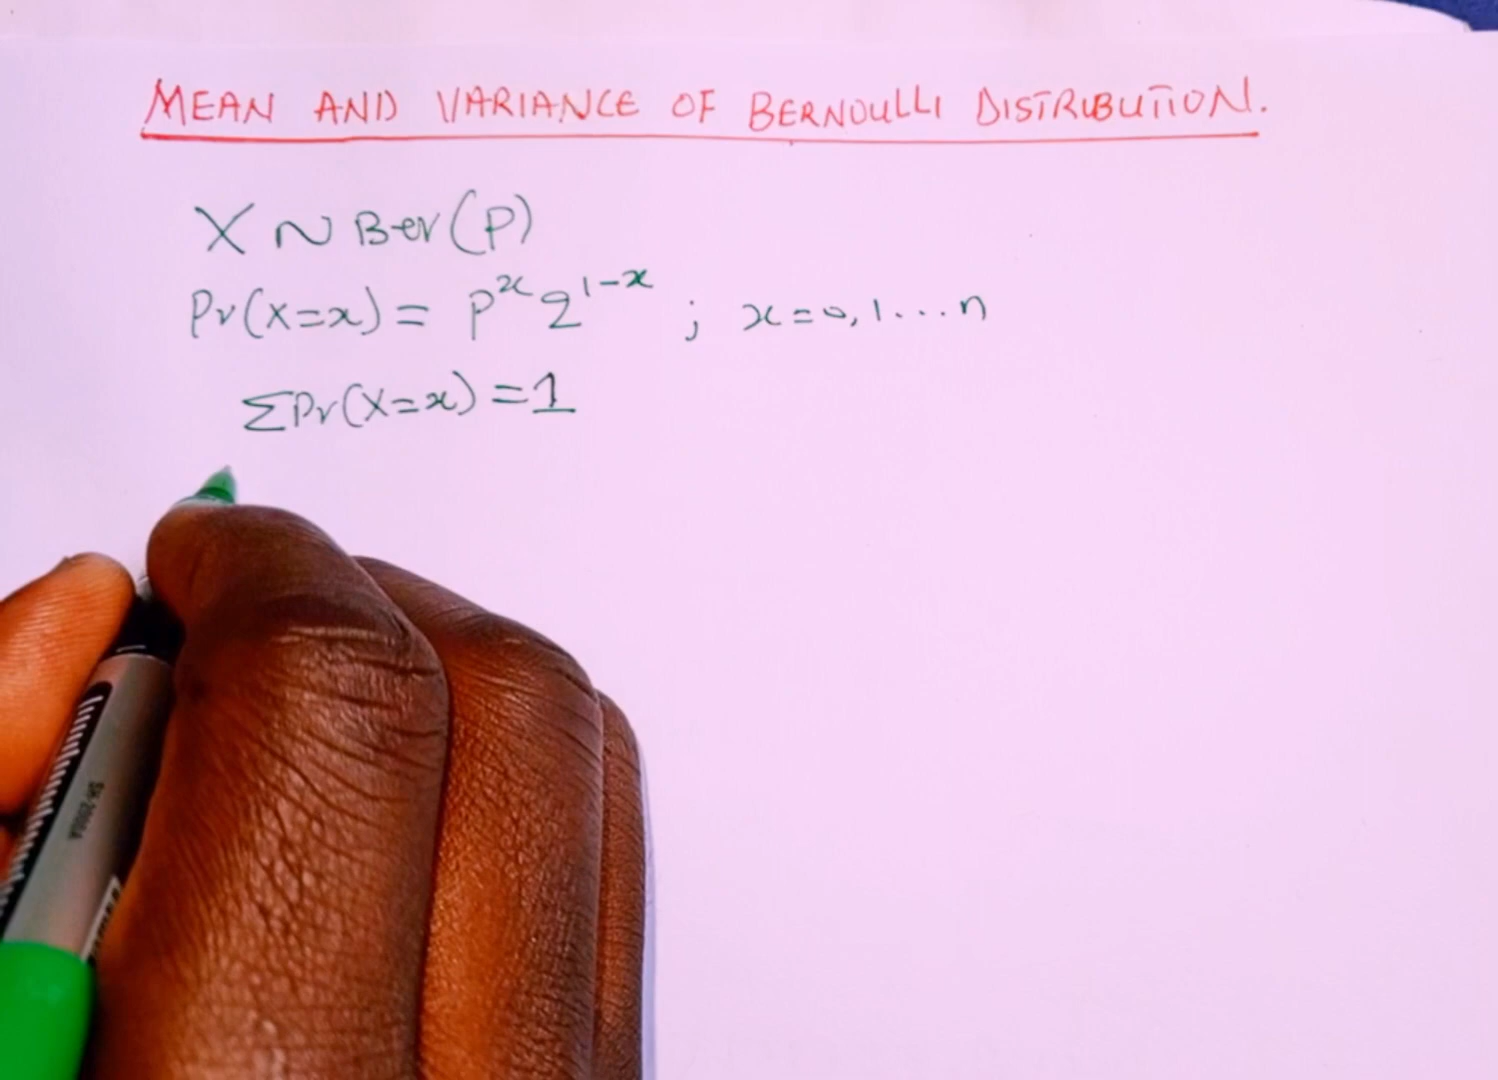 MEAN AND VARIANCE OF BERNOULLI DISTRIBUTION.
X ~ Ber(P)
Pr(X=x) = p^x q^1-x ; x=0,1...n
ΣPr(X=x) = 1